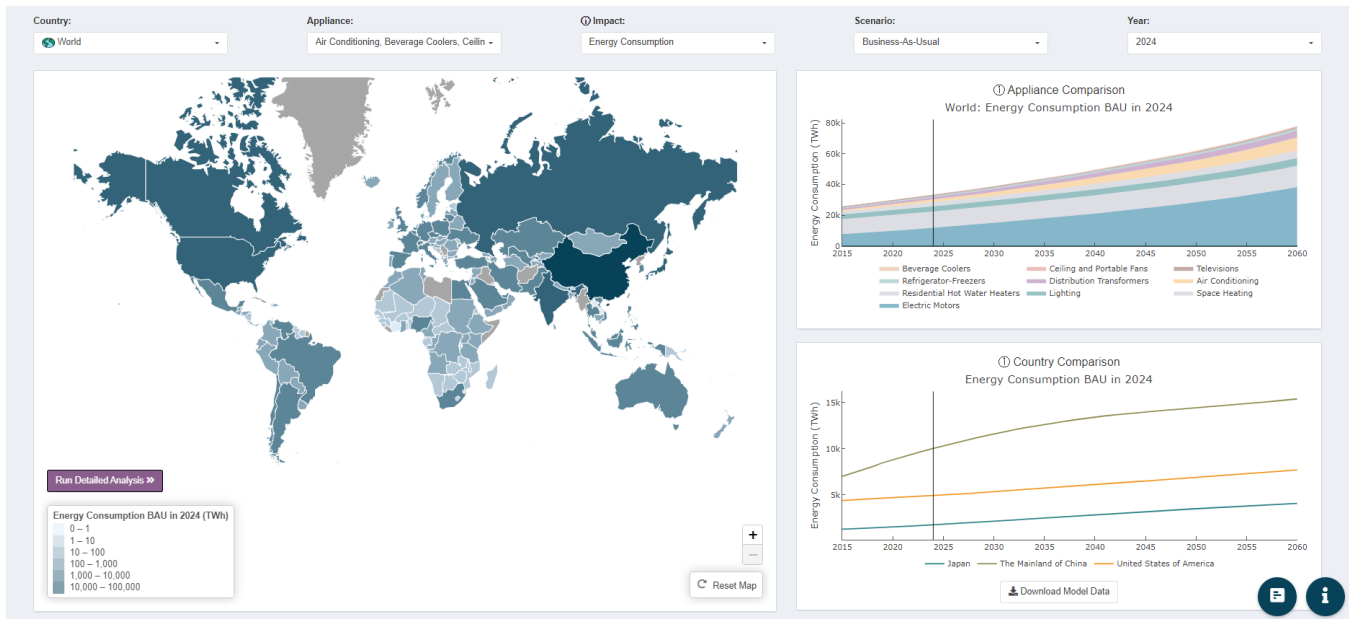 Country:
World
Appliance:
Air Conditioning, Beverage Coolers, Ceilin
Impact:
Energy Consumption
Scenario:
Business-As-Usual
Year:
2024
Run Detailed Analysis »
Energy Consumption BAU in 2024 (TWh)
0 – 1
1 – 10
10 – 100
100 – 1,000
1,000 – 10,000
10,000 – 100,000
+
−
Reset Map
Appliance Comparison
World: Energy Consumption BAU in 2024
Energy Consumption (TWh)
80k
60k
40k
20k
0
2015 2020 2025 2030 2035 2040 2045 2050 2055 2060
Beverage Coolers Ceiling and Portable Fans Televisions
Refrigerator-Freezers Distribution Transformers Air Conditioning
Residential Hot Water Heaters Lighting Space Heating
Electric Motors
Country Comparison
Energy Consumption BAU in 2024
Energy Consumption (TWh)
15k
10k
5k
2015 2020 2025 2030 2035 2040 2045 2050 2055 2060
Japan The Mainland of China United States of America
Download Model Data